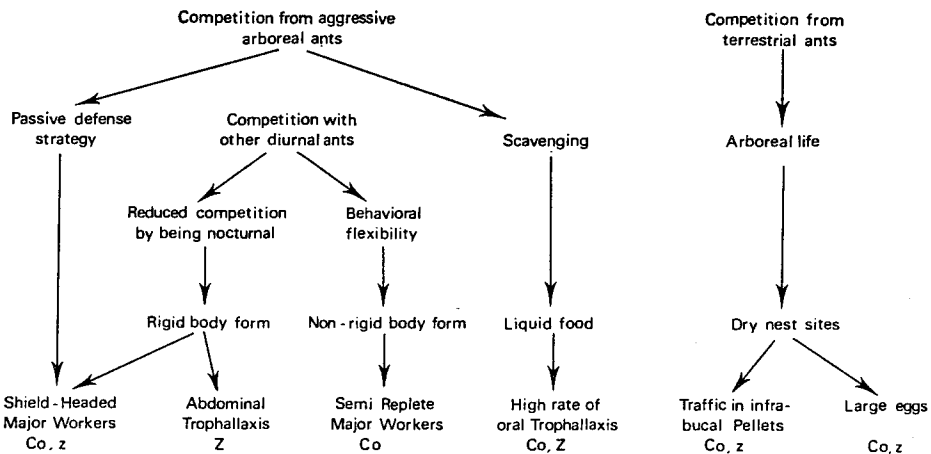 Competition from aggressive
arboreal ants
Competition from
terrestrial ants
Passive defense
strategy
Competition with
other diurnal ants
Scavenging
Arboreal life
Reduced competition
by being nocturnal
Behavioral
flexibility
Rigid body form
Non-rigid body form
Liquid food
Dry nest sites
Shield-Headed
Major Workers
Co, z
Abdominal
Trophallaxis
Z
Semi Replete
Major Workers
Co
High rate of
oral Trophallaxis
Co, Z
Traffic in infra-
bucal Pellets
Co, z
Large eggs
Co, z